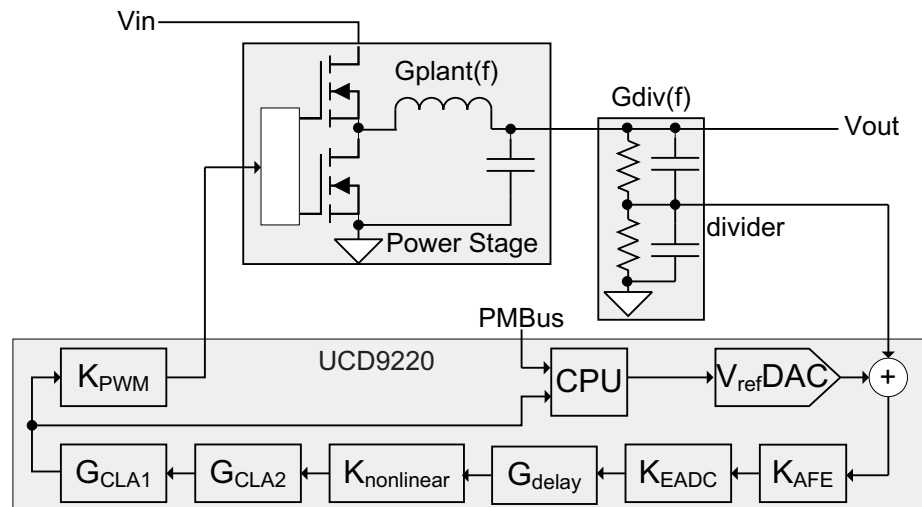 Vin
Gplant(f)
Gdiv(f)
Vout
Power Stage
divider
PMBus
UCD9220
KPWM
CPU
VrefDAC
+
GCLA1
GCLA2
Knonlinear
Gdelay
KEADC
KAFE